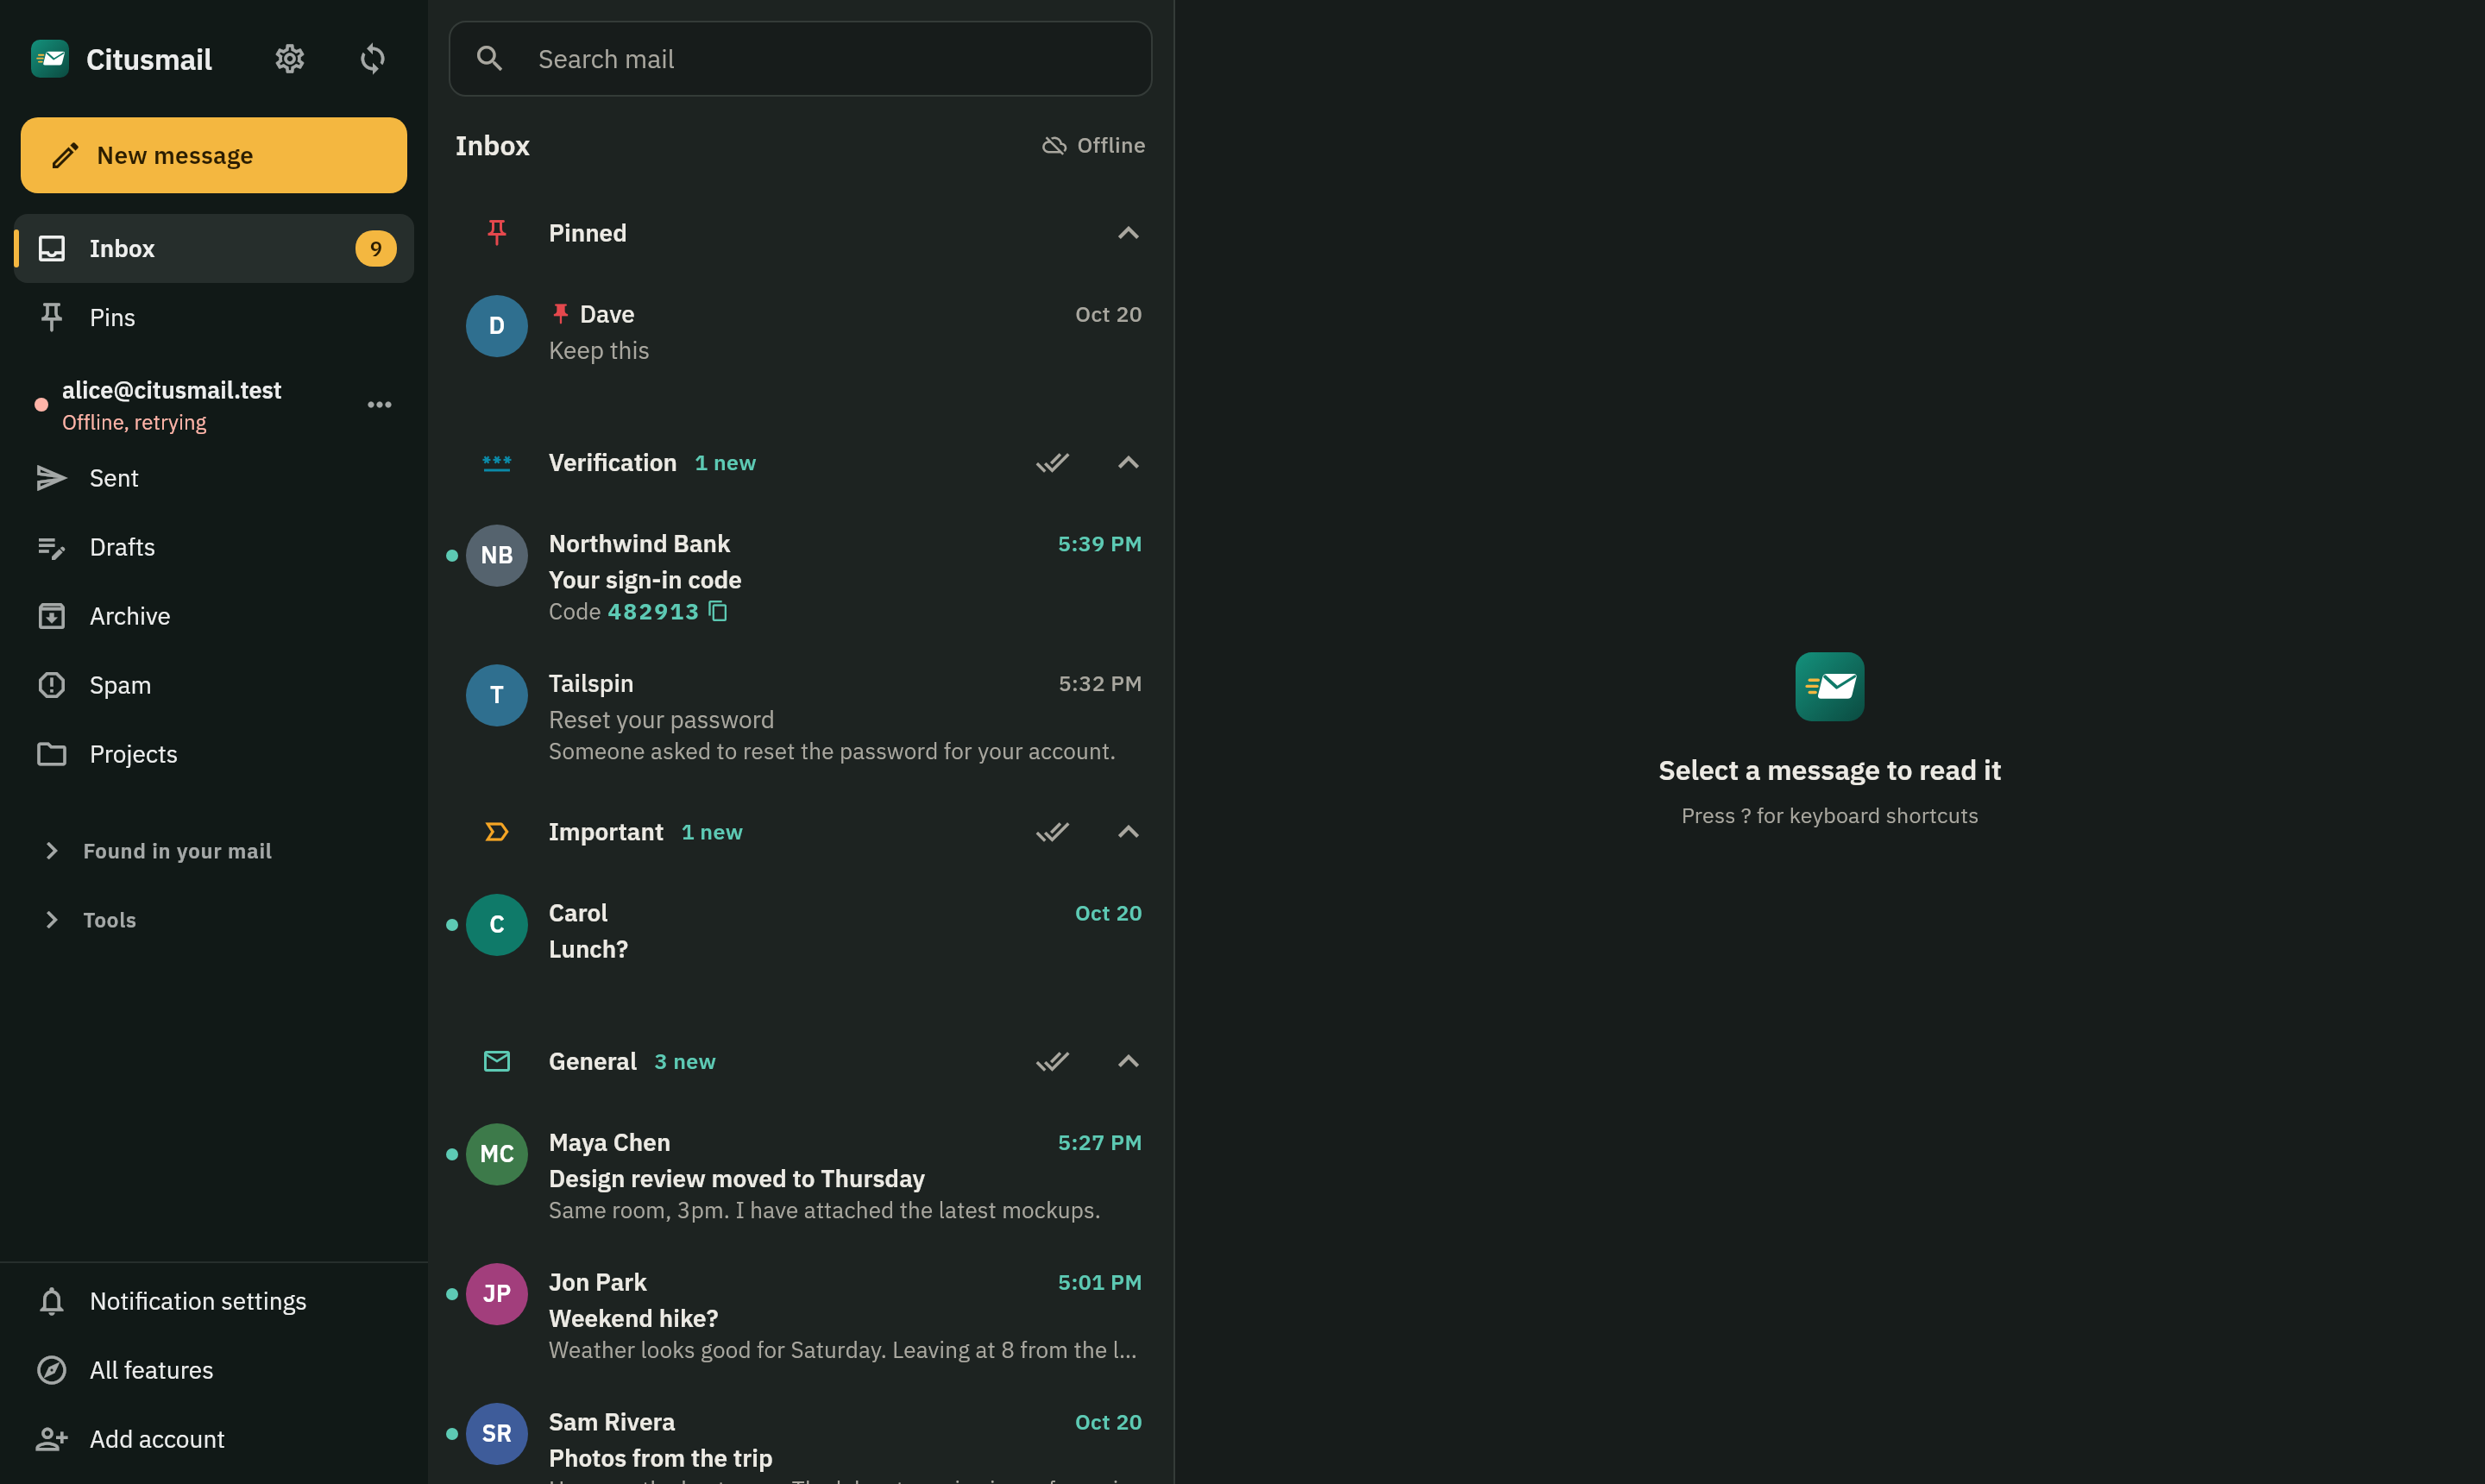 Citusmail
New message
Inbox 9
Pins
alice@citusmail.test
Offline, retrying
Sent
Drafts
Archive
Spam
Projects
Found in your mail
Tools
Notification settings
All features
Add account
Search mail
Inbox Offline
Pinned
D Dave Oct 20
Keep this
Verification 1 new
NB Northwind Bank 5:39 PM
Your sign-in code
Code 482913
T Tailspin 5:32 PM
Reset your password
Someone asked to reset the password for your account.
Important 1 new
C Carol Oct 20
Lunch?
General 3 new
MC Maya Chen 5:27 PM
Design review moved to Thursday
Same room, 3pm. I have attached the latest mockups.
JP Jon Park 5:01 PM
Weekend hike?
Weather looks good for Saturday. Leaving at 8 from the l...
SR Sam Rivera Oct 20
Photos from the trip
Select a message to read it
Press ? for keyboard shortcuts